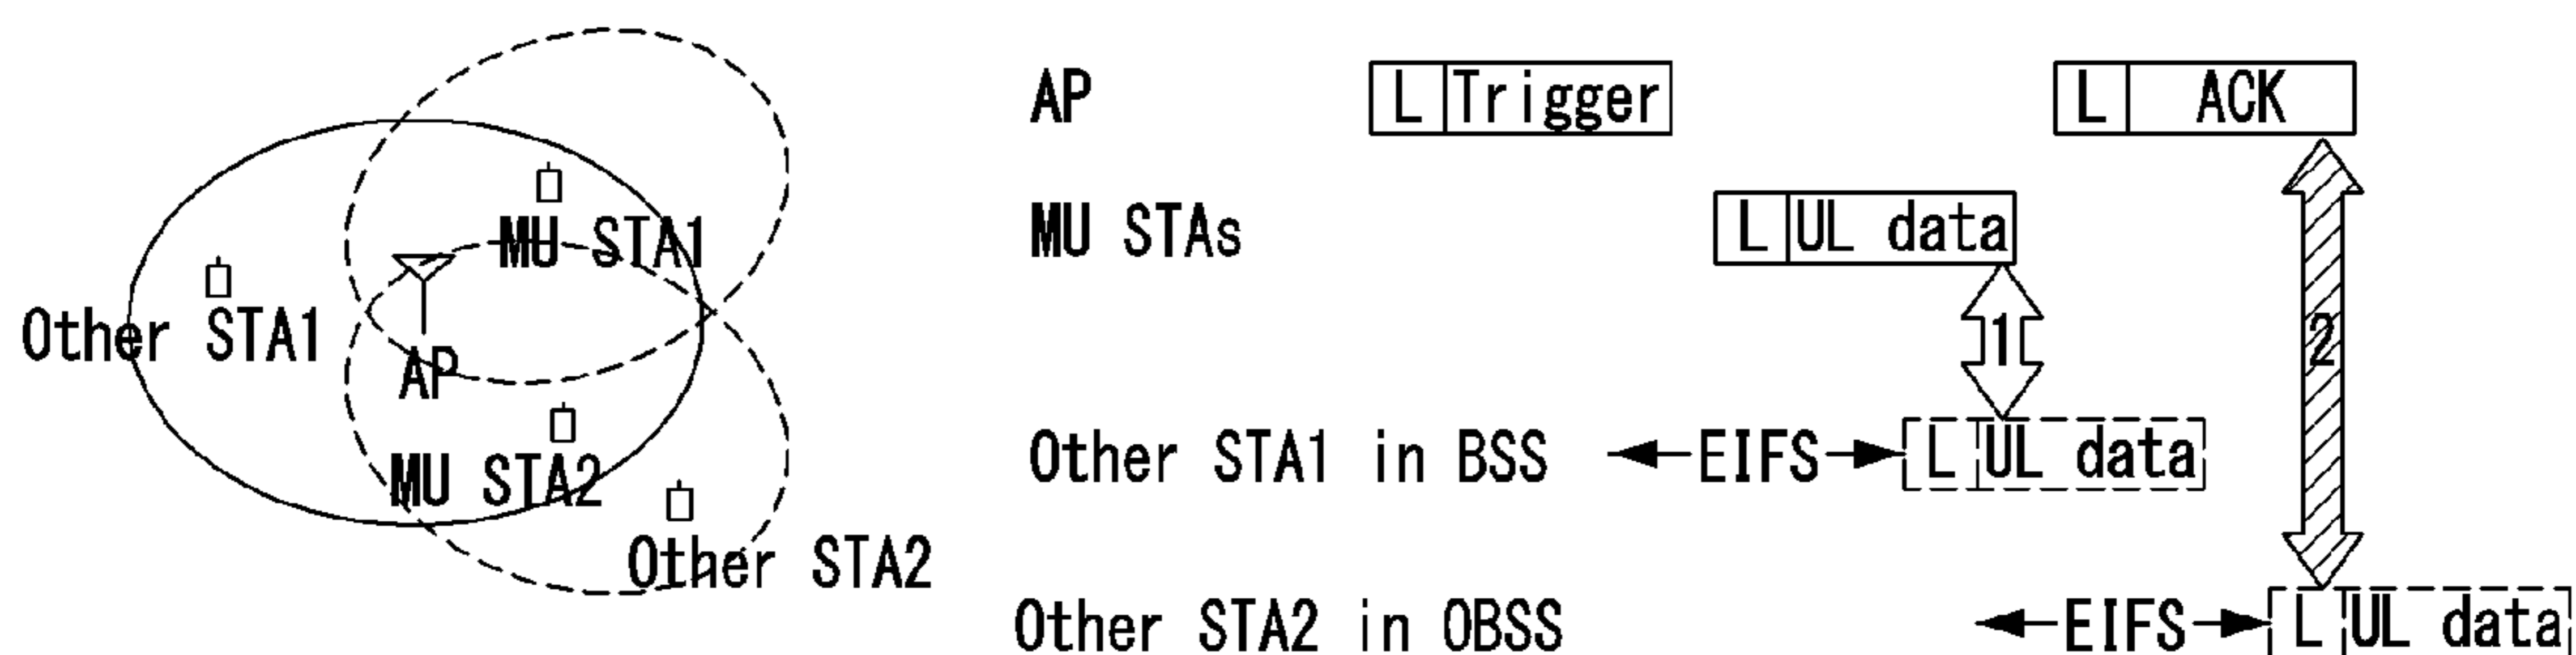 MU STA1
Other STA1
AP
MU STA2
Other STA2
AP
L Trigger
L ACK
MU STAs
L UL data
1
2
Other STA1 in BSS
EIFS
L UL data
Other STA2 in OBSS
EIFS
L UL data